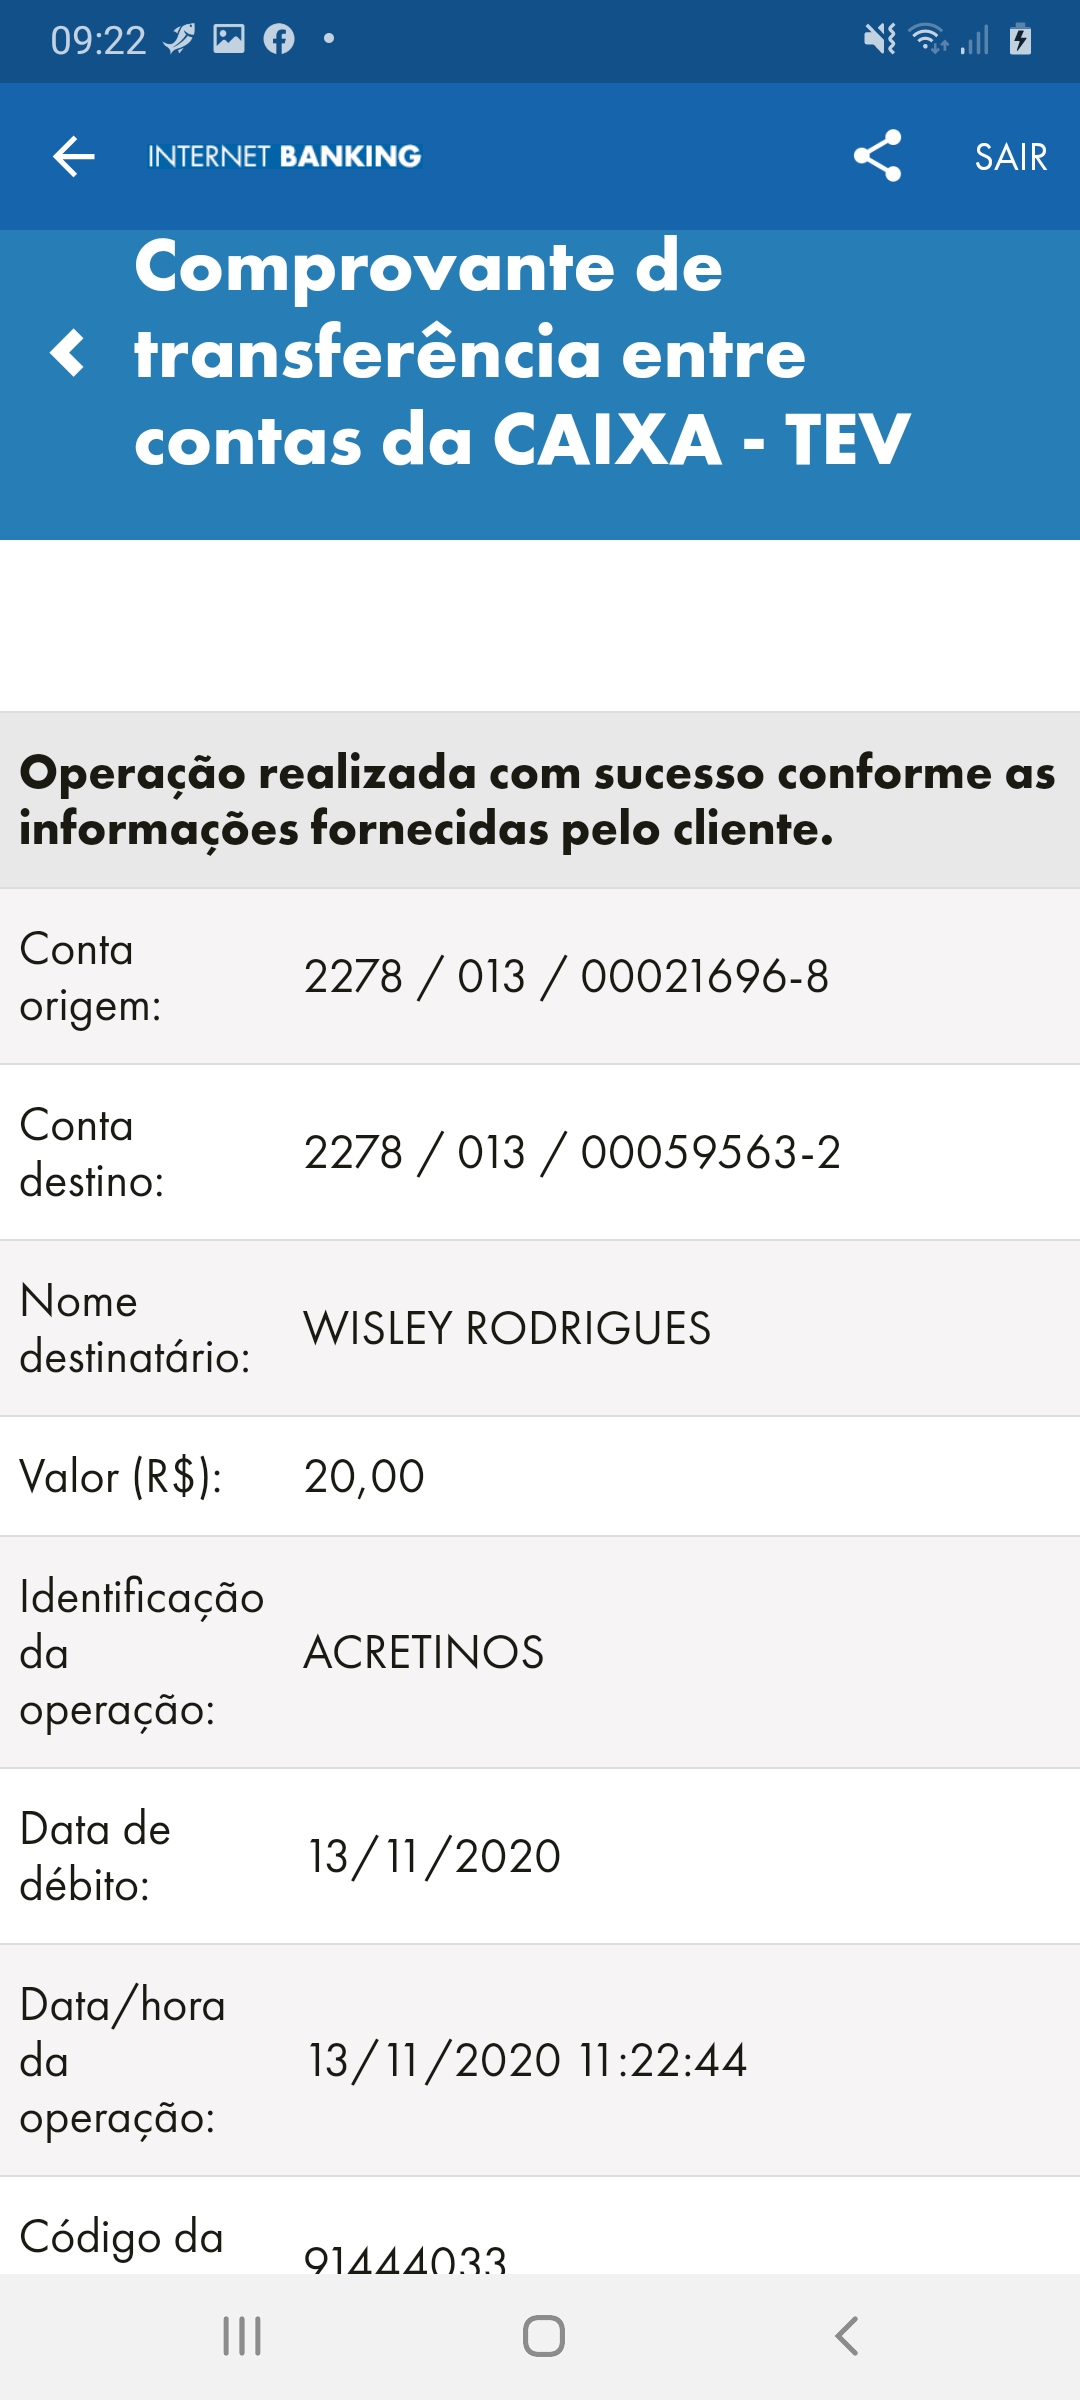 09:22
INTERNET BANKING
SAIR
Comprovante de
transferência entre
contas da CAIXA - TEV
Operação realizada com sucesso conforme as
informações fornecidas pelo cliente.
Conta
origem:
2278 / 013 / 00021696-8
Conta
destino:
2278 / 013 / 00059563-2
Nome
destinatário:
WISLEY RODRIGUES
Valor (R$): 20,00
Identificação
da
operação:
ACRETINOS
Data de
débito:
13/11/2020
Data/hora
da
operação:
13/11/2020 11:22:44
Código da
91444033